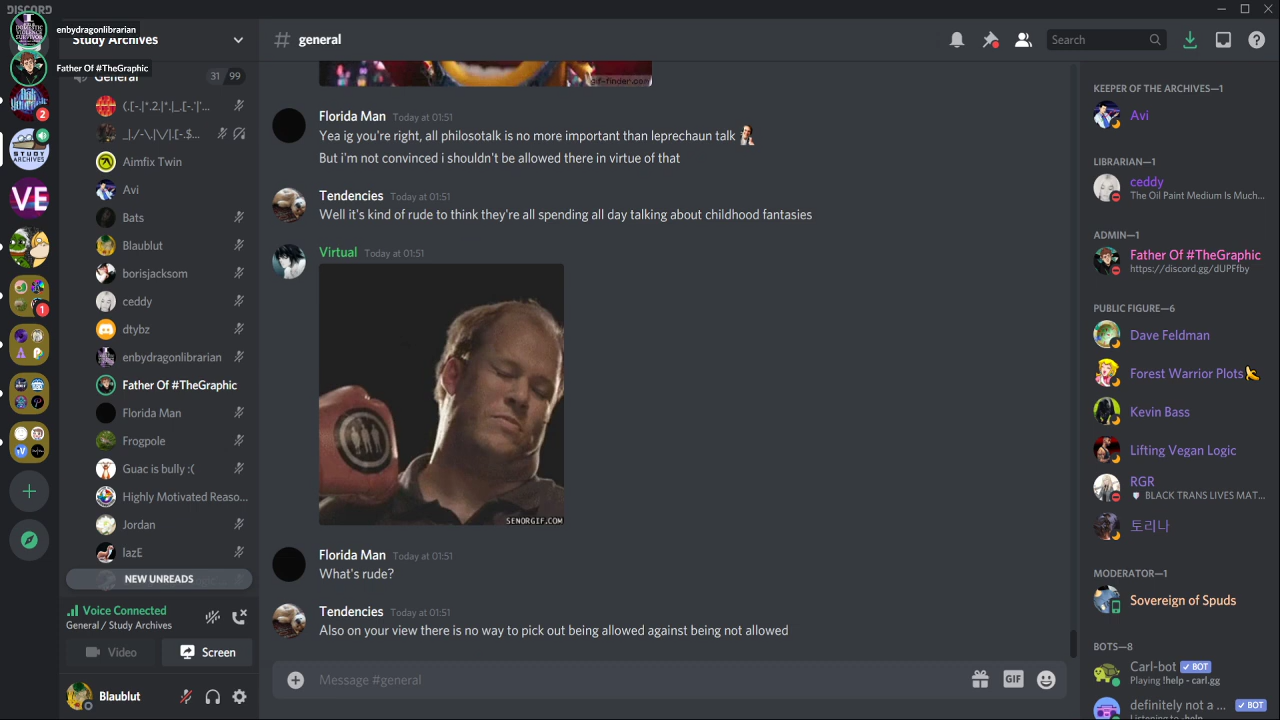 DISCORD
enbydragonlibrarian
Father Of #TheGraphic
2
STUDY
ARCHIVES
VE
1
Study Archives
General
31 99
(.[-.|*.2.|*.|_.[-.'|'...
_|./-\.|\/|.[-.$...
Aimfix Twin
Avi
Bats
Blaublut
borisjacksom
ceddy
dtybz
enbydragonlibrarian
Father Of #TheGraphic
Florida Man
Frogpole
Guac is bully :(
Highly Motivated Reaso...
Jordan
lazE
NEW UNREADS
Voice Connected
General / Study Archives
Video
Screen
Blaublut
# general
Search
gif-finder.com
Florida Man Today at 01:51
Yea ig you're right, all philosotalk is no more important than leprechaun talk
But i'm not convinced i shouldn't be allowed there in virtue of that
Tendencies Today at 01:51
Well it's kind of rude to think they're all spending all day talking about childhood fantasies
Virtual Today at 01:51
SENORGIF.COM
Florida Man Today at 01:51
What's rude?
Tendencies Today at 01:51
Also on your view there is no way to pick out being allowed against being not allowed
Message #general
GIF
KEEPER OF THE ARCHIVES—1
Avi
LIBRARIAN—1
ceddy
The Oil Paint Medium Is Much...
ADMIN—1
Father Of #TheGraphic
https://discord.gg/dUPFfby
PUBLIC FIGURE—6
Dave Feldman
Forest Warrior Plots
Kevin Bass
Lifting Vegan Logic
RGR
BLACK TRANS LIVES MAT...
토리나
MODERATOR—1
Sovereign of Spuds
BOTS—8
Carl-bot BOT
Playing !help - carl.gg
definitely not a ... BOT
Listening to -help